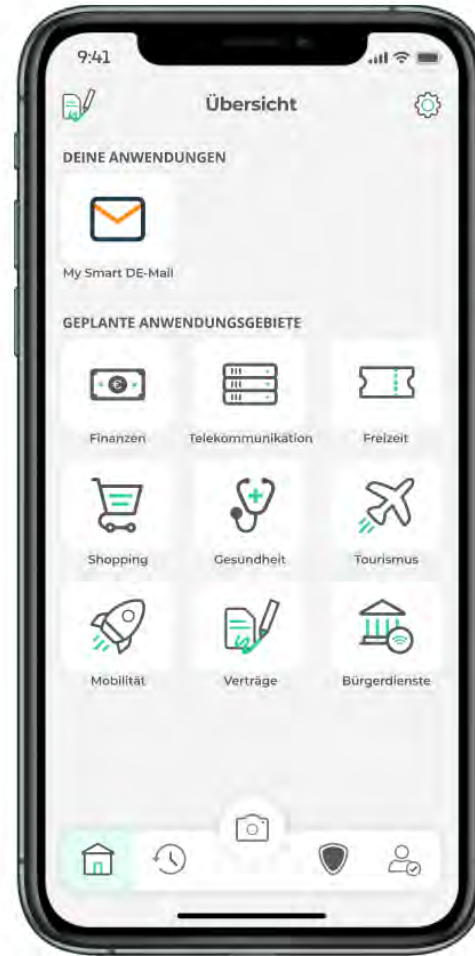 9:41
Übersicht
DEINE ANWENDUNGEN
My Smart DE-Mail
GEPLANTE ANWENDUNGSGEBIETE
Finanzen Telekommunikation Freizeit
Shopping Gesundheit Tourismus
Mobilität Verträge Bürgerdienste